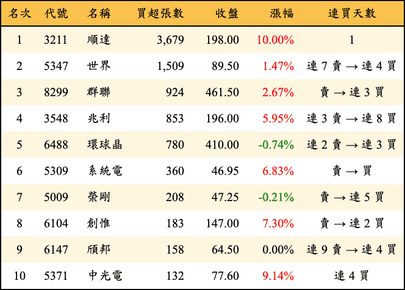 名次 代號 名稱 買超張數 收盤 漲幅 連買天數
1 3211 順達 3,679 198.00 10.00% 1
2 5347 世界 1,509 89.50 1.47% 連 7 賣 → 連 4 買
3 8299 群聯 924 461.50 2.67% 賣 → 連 3 買
4 3548 兆利 853 196.00 5.95% 連 3 賣 → 連 8 買
5 6488 環球晶 780 410.00 -0.74% 連 2 賣 → 連 3 買
6 5309 系統電 360 46.95 6.83% 賣 → 買
7 5009 榮剛 208 47.25 -0.21% 賣 → 連 5 買
8 6104 創惟 183 147.00 7.30% 賣 → 連 2 買
9 6147 頎邦 158 64.50 0.00% 連 9 賣 → 連 4 買
10 5371 中光電 132 77.60 9.14% 連 4 買